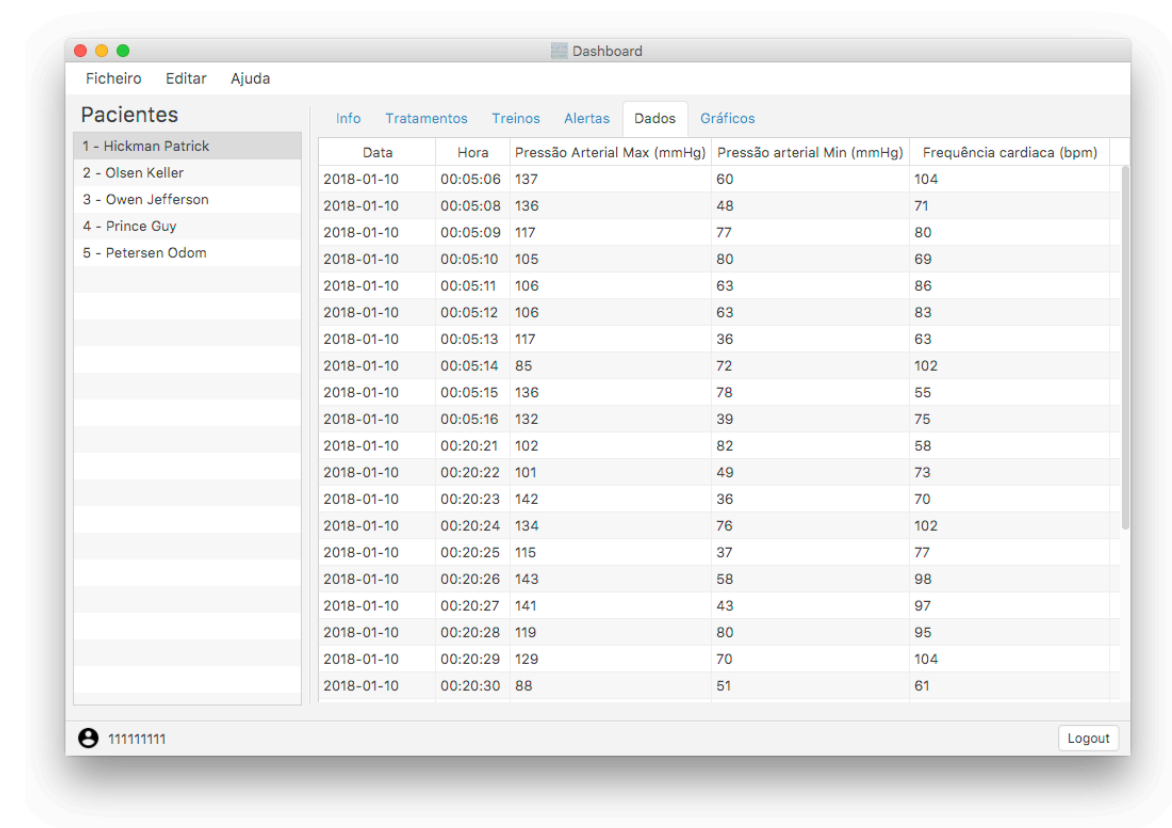 Dashboard
Ficheiro Editar Ajuda
Pacientes
1 - Hickman Patrick
2 - Olsen Keller
3 - Owen Jefferson
4 - Prince Guy
5 - Petersen Odom
Info Tratamentos Treinos Alertas Dados Gráficos
Data Hora Pressão Arterial Max (mmHg) Pressão arterial Min (mmHg) Frequência cardiaca (bpm)
2018-01-10 00:05:06 137 60 104
2018-01-10 00:05:08 136 48 71
2018-01-10 00:05:09 117 77 80
2018-01-10 00:05:10 105 80 69
2018-01-10 00:05:11 106 63 86
2018-01-10 00:05:12 106 63 83
2018-01-10 00:05:13 117 36 63
2018-01-10 00:05:14 85 72 102
2018-01-10 00:05:15 136 78 55
2018-01-10 00:05:16 132 39 75
2018-01-10 00:20:21 102 82 58
2018-01-10 00:20:22 101 49 73
2018-01-10 00:20:23 142 36 70
2018-01-10 00:20:24 134 76 102
2018-01-10 00:20:25 115 37 77
2018-01-10 00:20:26 143 58 98
2018-01-10 00:20:27 141 43 97
2018-01-10 00:20:28 119 80 95
2018-01-10 00:20:29 129 70 104
2018-01-10 00:20:30 88 51 61
111111111
Logout